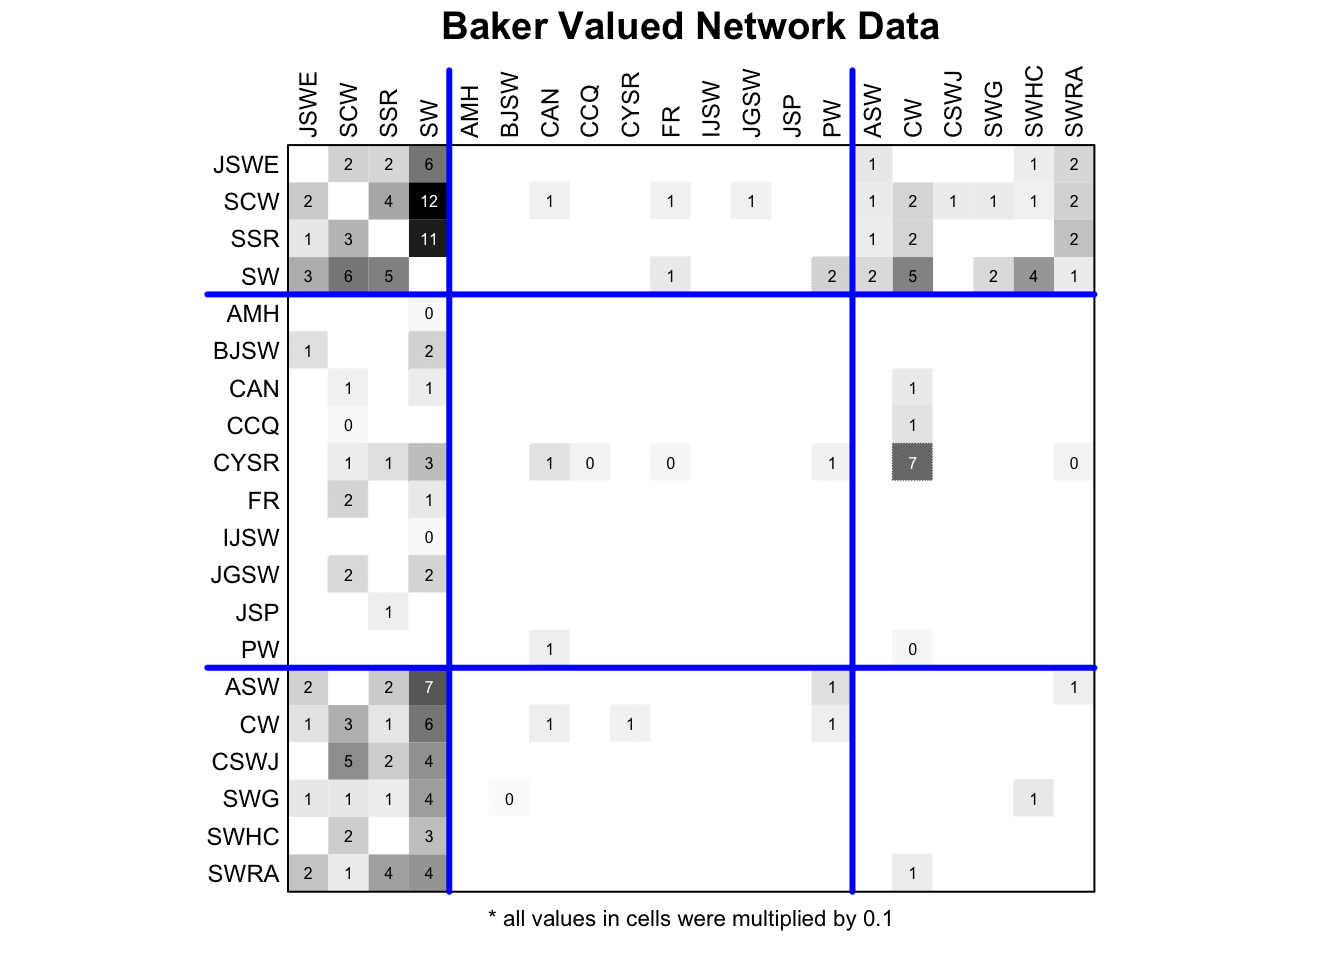 Baker Valued Network Data
JSWE SCW SSR SW AMH BJSW CAN CCQ CYSR FR IJSW JGSW JSP PW ASW CW CSWJ SWG SWHC SWRA
JSWE 2 2 6 1 1 2
SCW 2 4 12 1 1 1 1 2 1 1 1 2
SSR 1 3 11 1 2 2
SW 3 6 5 1 2 2 5 2 4 1
AMH 0
BJSW 1 2
CAN 1 1 1
CCQ 0 1
CYSR 1 1 3 1 0 0 1 7 0
FR 2 1
IJSW 0
JGSW 2 2
JSP 1
PW 1 0
ASW 2 2 7 1 1
CW 1 3 1 6 1 1 1
CSWJ 5 2 4
SWG 1 1 1 4 0 1
SWHC 2 3
SWRA 2 1 4 4 1
* all values in cells were multiplied by 0.1